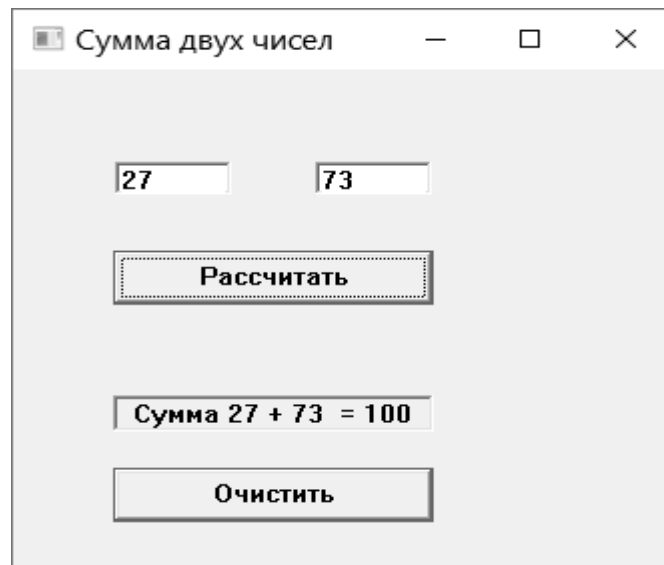 Сумма двух чисел
27 73
Рассчитать
Сумма 27 + 73  = 100
Очистить